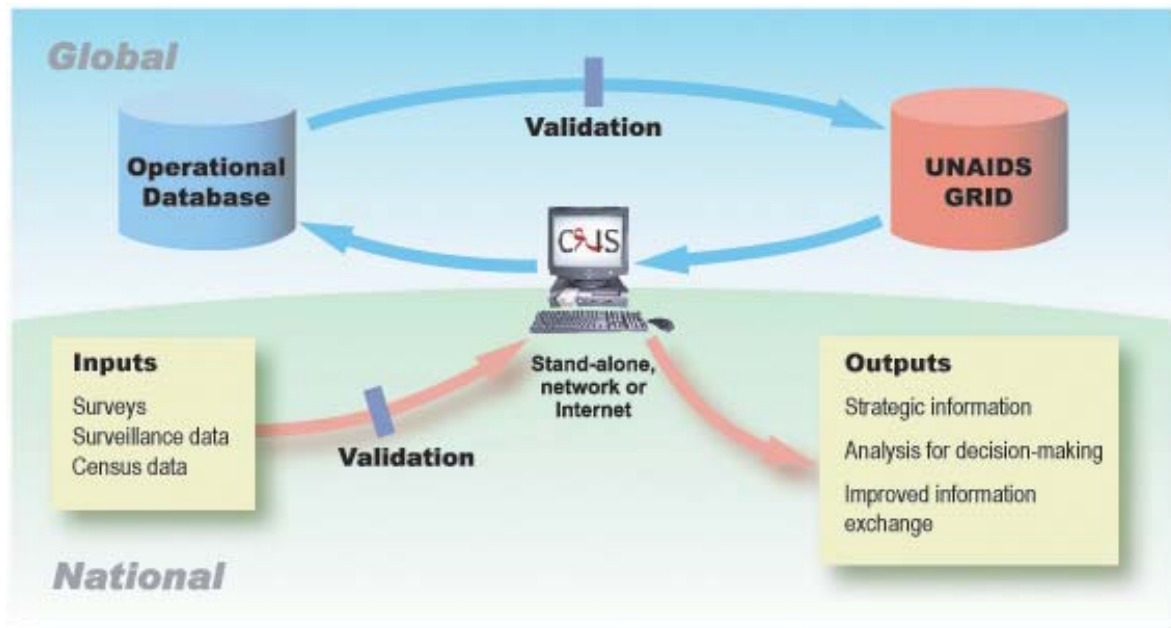 Global
Validation
Operational
Database
UNAIDS
GRID
CRIS
Inputs
Surveys
Surveillance data
Census data
Validation
Stand-alone,
network or
Internet
Outputs
Strategic information
Analysis for decision-making
Improved information
exchange
National